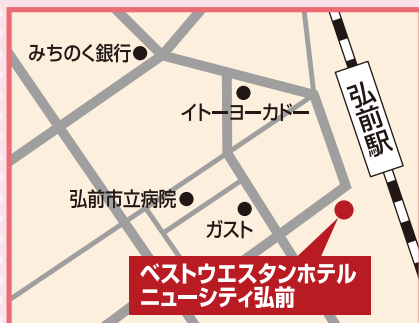 みちのく銀行
イトーヨーカドー
弘前駅
弘前市立病院
ガスト
ベストウエスタンホテル
ニューシティ弘前